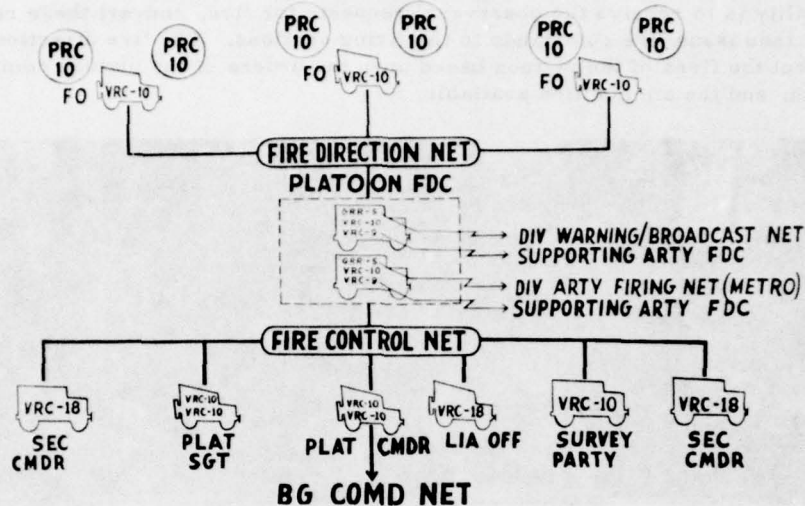 PRC 10
PRC 10
FO
VRC-10
PRC 10
PRC 10
VRC-10
PRC 10
PRC 10
FO
VRC-10
FIRE DIRECTION NET
PLATOON FDC
GRR-5
VRC-10
VRC-9
DIV WARNING/BROADCAST NET
SUPPORTING ARTY FDC
GRR-5
VRC-10
VRC-9
DIV ARTY FIRING NET (METRO)
SUPPORTING ARTY FDC
FIRE CONTROL NET
VRC-18
SEC
CMDR
VRC-10
VRC-10
PLAT
SGT
VRC-10
VRC-10
PLAT CMDR
VRC-18
LIA OFF
VRC-10
SURVEY
PARTY
VRC-18
SEC
CMDR
BG COMD NET